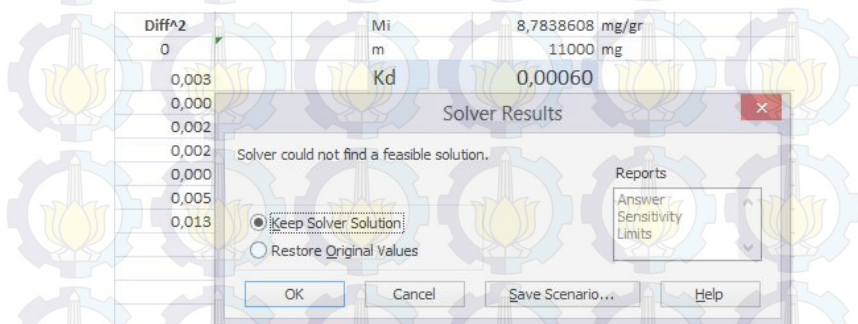 Diff^2 Mi 8,7838608 mg/gr
0 m 11000 mg
0,003 Kd 0,00060
0,000
Solver Results
0,002
0,002
Solver could not find a feasible solution.
0,000
Reports
0,005
Answer
Sensitivity
Limits
0,013
Keep Solver Solution
Restore Original Values
OK Cancel Save Scenario... Help